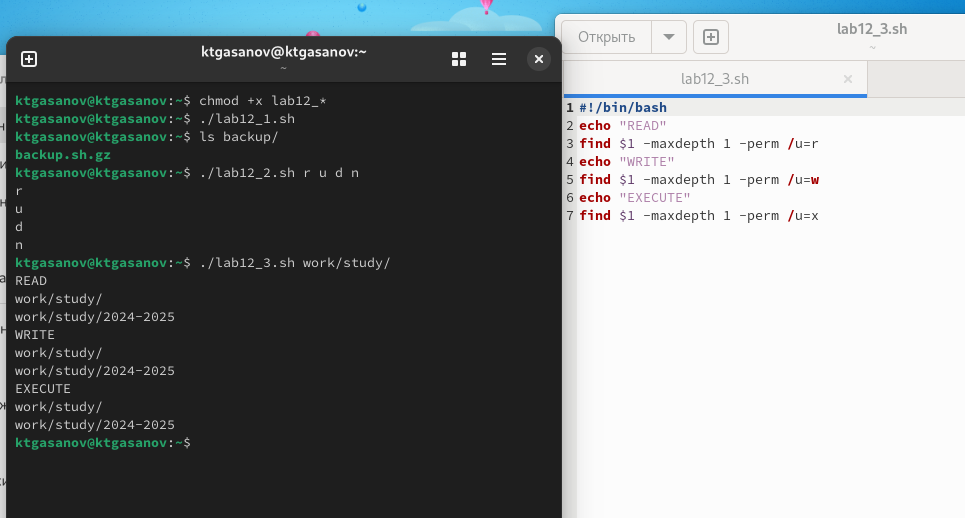 ktgasanov@ktgasanov:~
~
ktgasanov@ktgasanov:~$ chmod +x lab12_*
ktgasanov@ktgasanov:~$ ./lab12_1.sh
ktgasanov@ktgasanov:~$ ls backup/
backup.sh.gz
ktgasanov@ktgasanov:~$ ./lab12_2.sh r u d n
r
u
d
n
ktgasanov@ktgasanov:~$ ./lab12_3.sh work/study/
READ
work/study/
work/study/2024-2025
WRITE
work/study/
work/study/2024-2025
EXECUTE
work/study/
work/study/2024-2025
ktgasanov@ktgasanov:~$
Открыть
lab12_3.sh
~
lab12_3.sh
1 #!/bin/bash
2 echo "READ"
3 find $1 -maxdepth 1 -perm /u=r
4 echo "WRITE"
5 find $1 -maxdepth 1 -perm /u=w
6 echo "EXECUTE"
7 find $1 -maxdepth 1 -perm /u=x